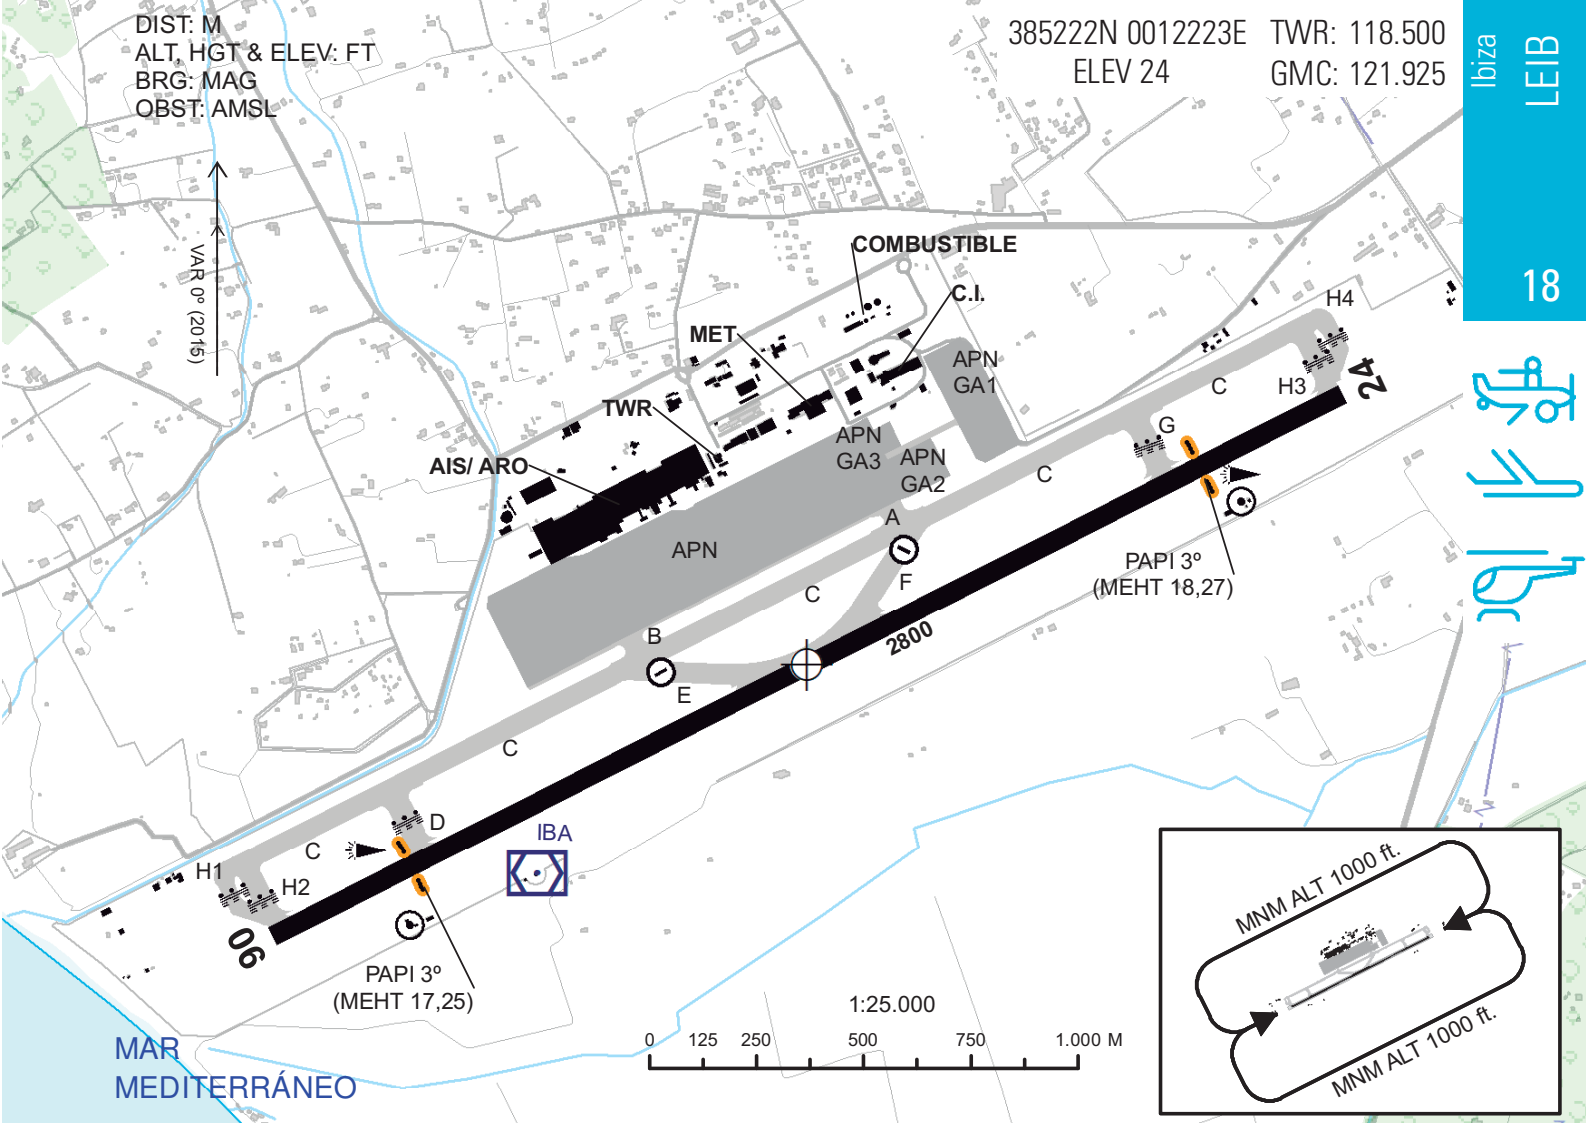 DIST: M
ALT, HGT & ELEV: FT
BRG: MAG
OBST: AMSL
385222N 0012223E
ELEV 24
TWR: 118.500
GMC: 121.925
Ibiza
LEIB
18
VAR 0º (2015)
COMBUSTIBLE
C.I.
MET
TWR
AIS/ ARO
APN
GA1
APN
GA3
APN
GA2
APN
H4
H3
24
C
G
C
A
F
C
B
E
C
D
C
H1
H2
06
2800
PAPI 3º
(MEHT 18,27)
IBA
PAPI 3º
(MEHT 17,25)
1:25.000
0 125 250 500 750 1.000 M
MAR
MEDITERRÁNEO
MNM ALT 1000 ft.
MNM ALT 1000 ft.